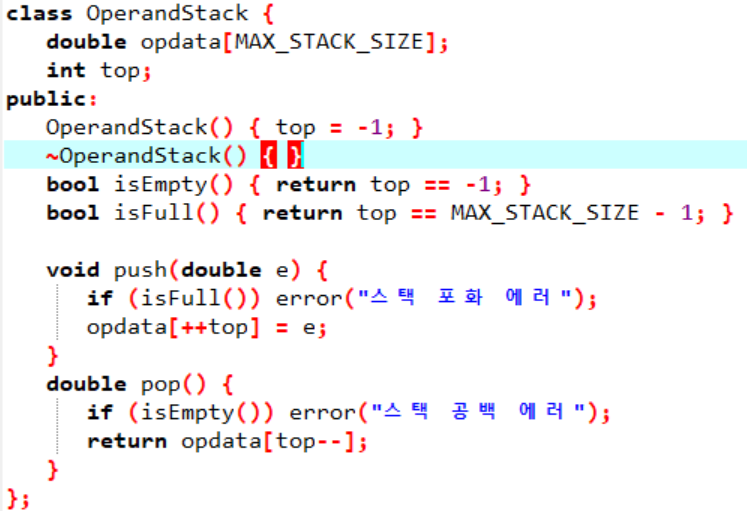 class OperandStack {
double opdata[MAX_STACK_SIZE];
int top;
public:
OperandStack() { top = -1; }
~OperandStack() { }
bool isEmpty() { return top == -1; }
bool isFull() { return top == MAX_STACK_SIZE - 1; }
void push(double e) {
if (isFull()) error("스택 포화 에러");
opdata[++top] = e;
}
double pop() {
if (isEmpty()) error("스택 공백 에러");
return opdata[top--];
}
};